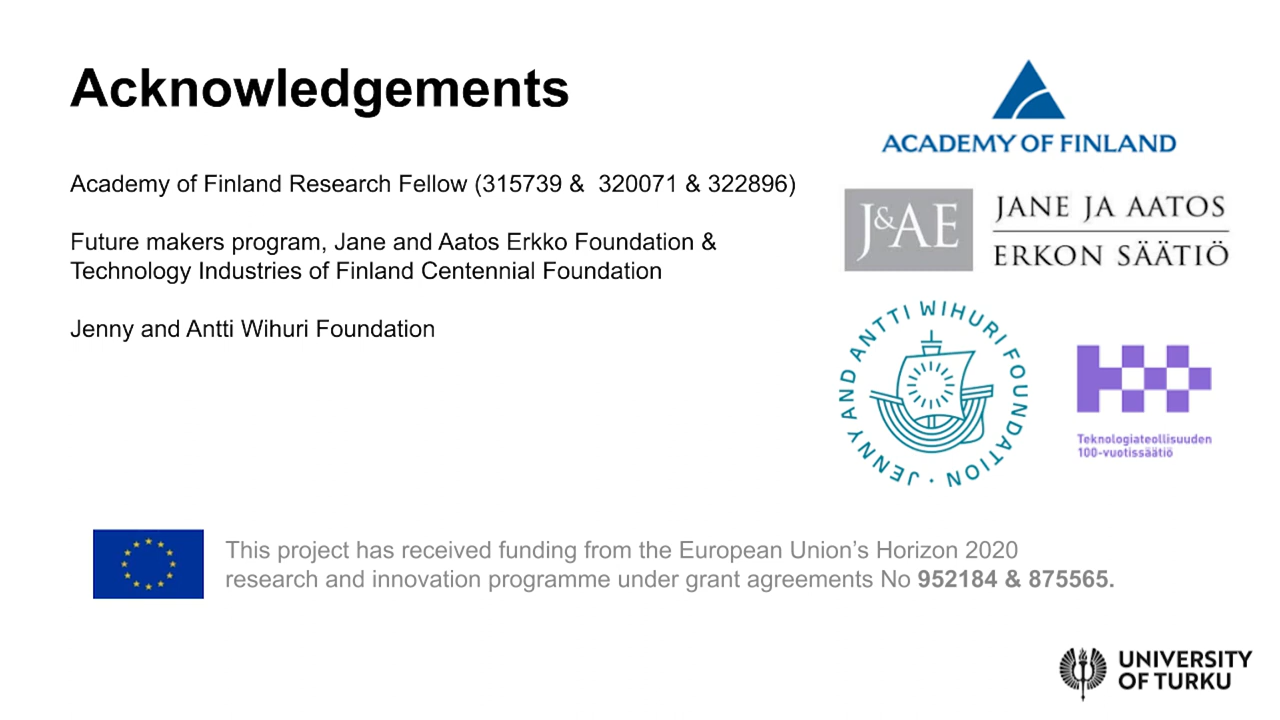 Acknowledgements
Academy of Finland Research Fellow (315739 &  320071 & 322896)
Future makers program, Jane and Aatos Erkko Foundation &
Technology Industries of Finland Centennial Foundation
Jenny and Antti Wihuri Foundation
ACADEMY OF FINLAND
J&AE
JANE JA AATOS
ERKON SÄÄTIÖ
JENNY AND ANTTI WIHURI FOUNDATION ·
Teknologiateollisuuden
100-vuotissäätiö
This project has received funding from the European Union’s Horizon 2020
research and innovation programme under grant agreements No 952184 & 875565.
UNIVERSITY
OF TURKU